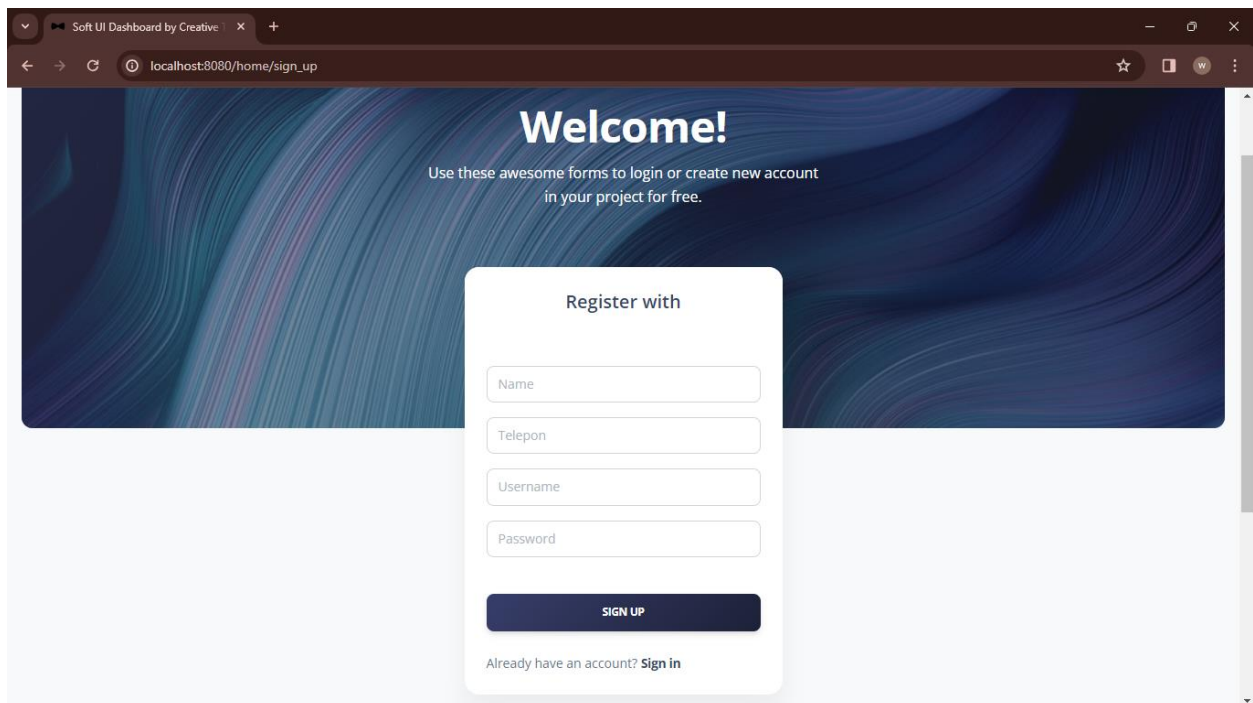 Soft UI Dashboard by Creative
localhost:8080/home/sign_up
W
Welcome!
Use these awesome forms to login or create new account
in your project for free.
Register with
Name
Telepon
Username
Password
SIGN UP
Already have an account? Sign in